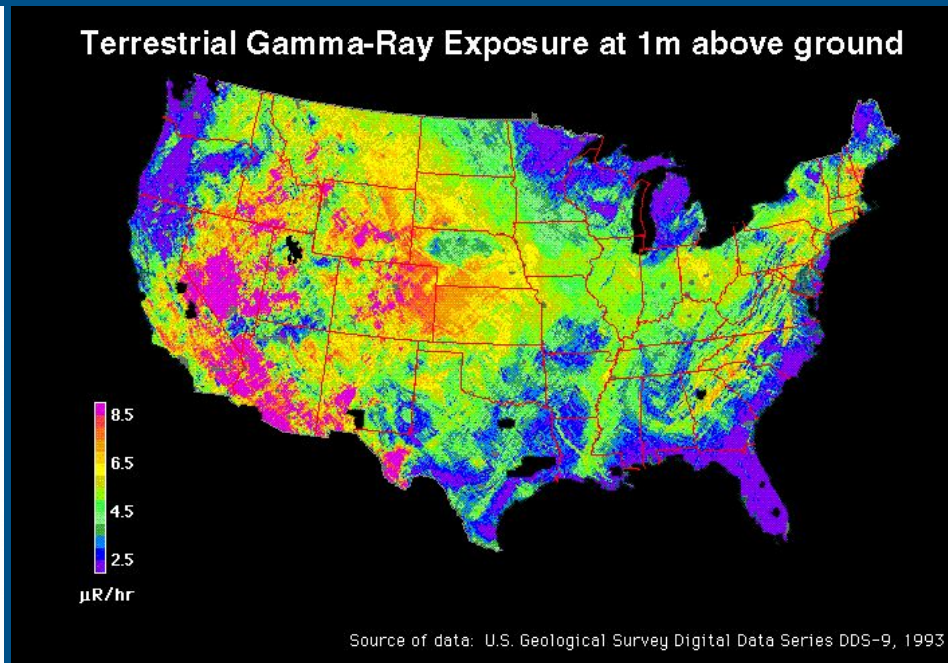 Terrestrial Gamma-Ray Exposure at 1m above ground
8.5
6.5
4.5
2.5
µR/hr
Source of data: U.S. Geological Survey Digital Data Series DDS-9, 1993